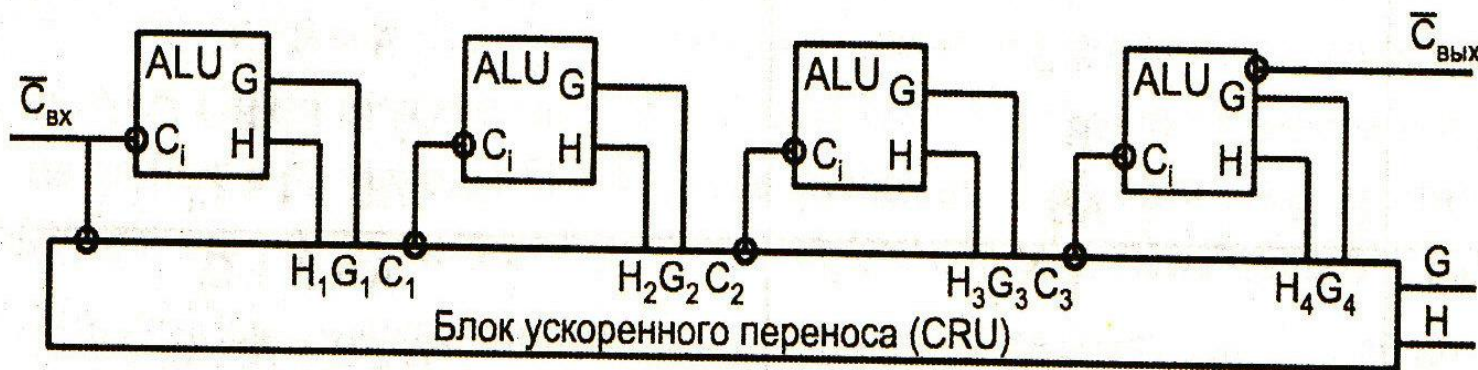 C̅вых
ALU G ALU G ALU G ALU G
C̅вх
Ci H Ci H Ci H Ci H
H1G1C1 H2G2C2 H3G3C3 H4G4
G
H
Блок ускоренного переноса (CRU)